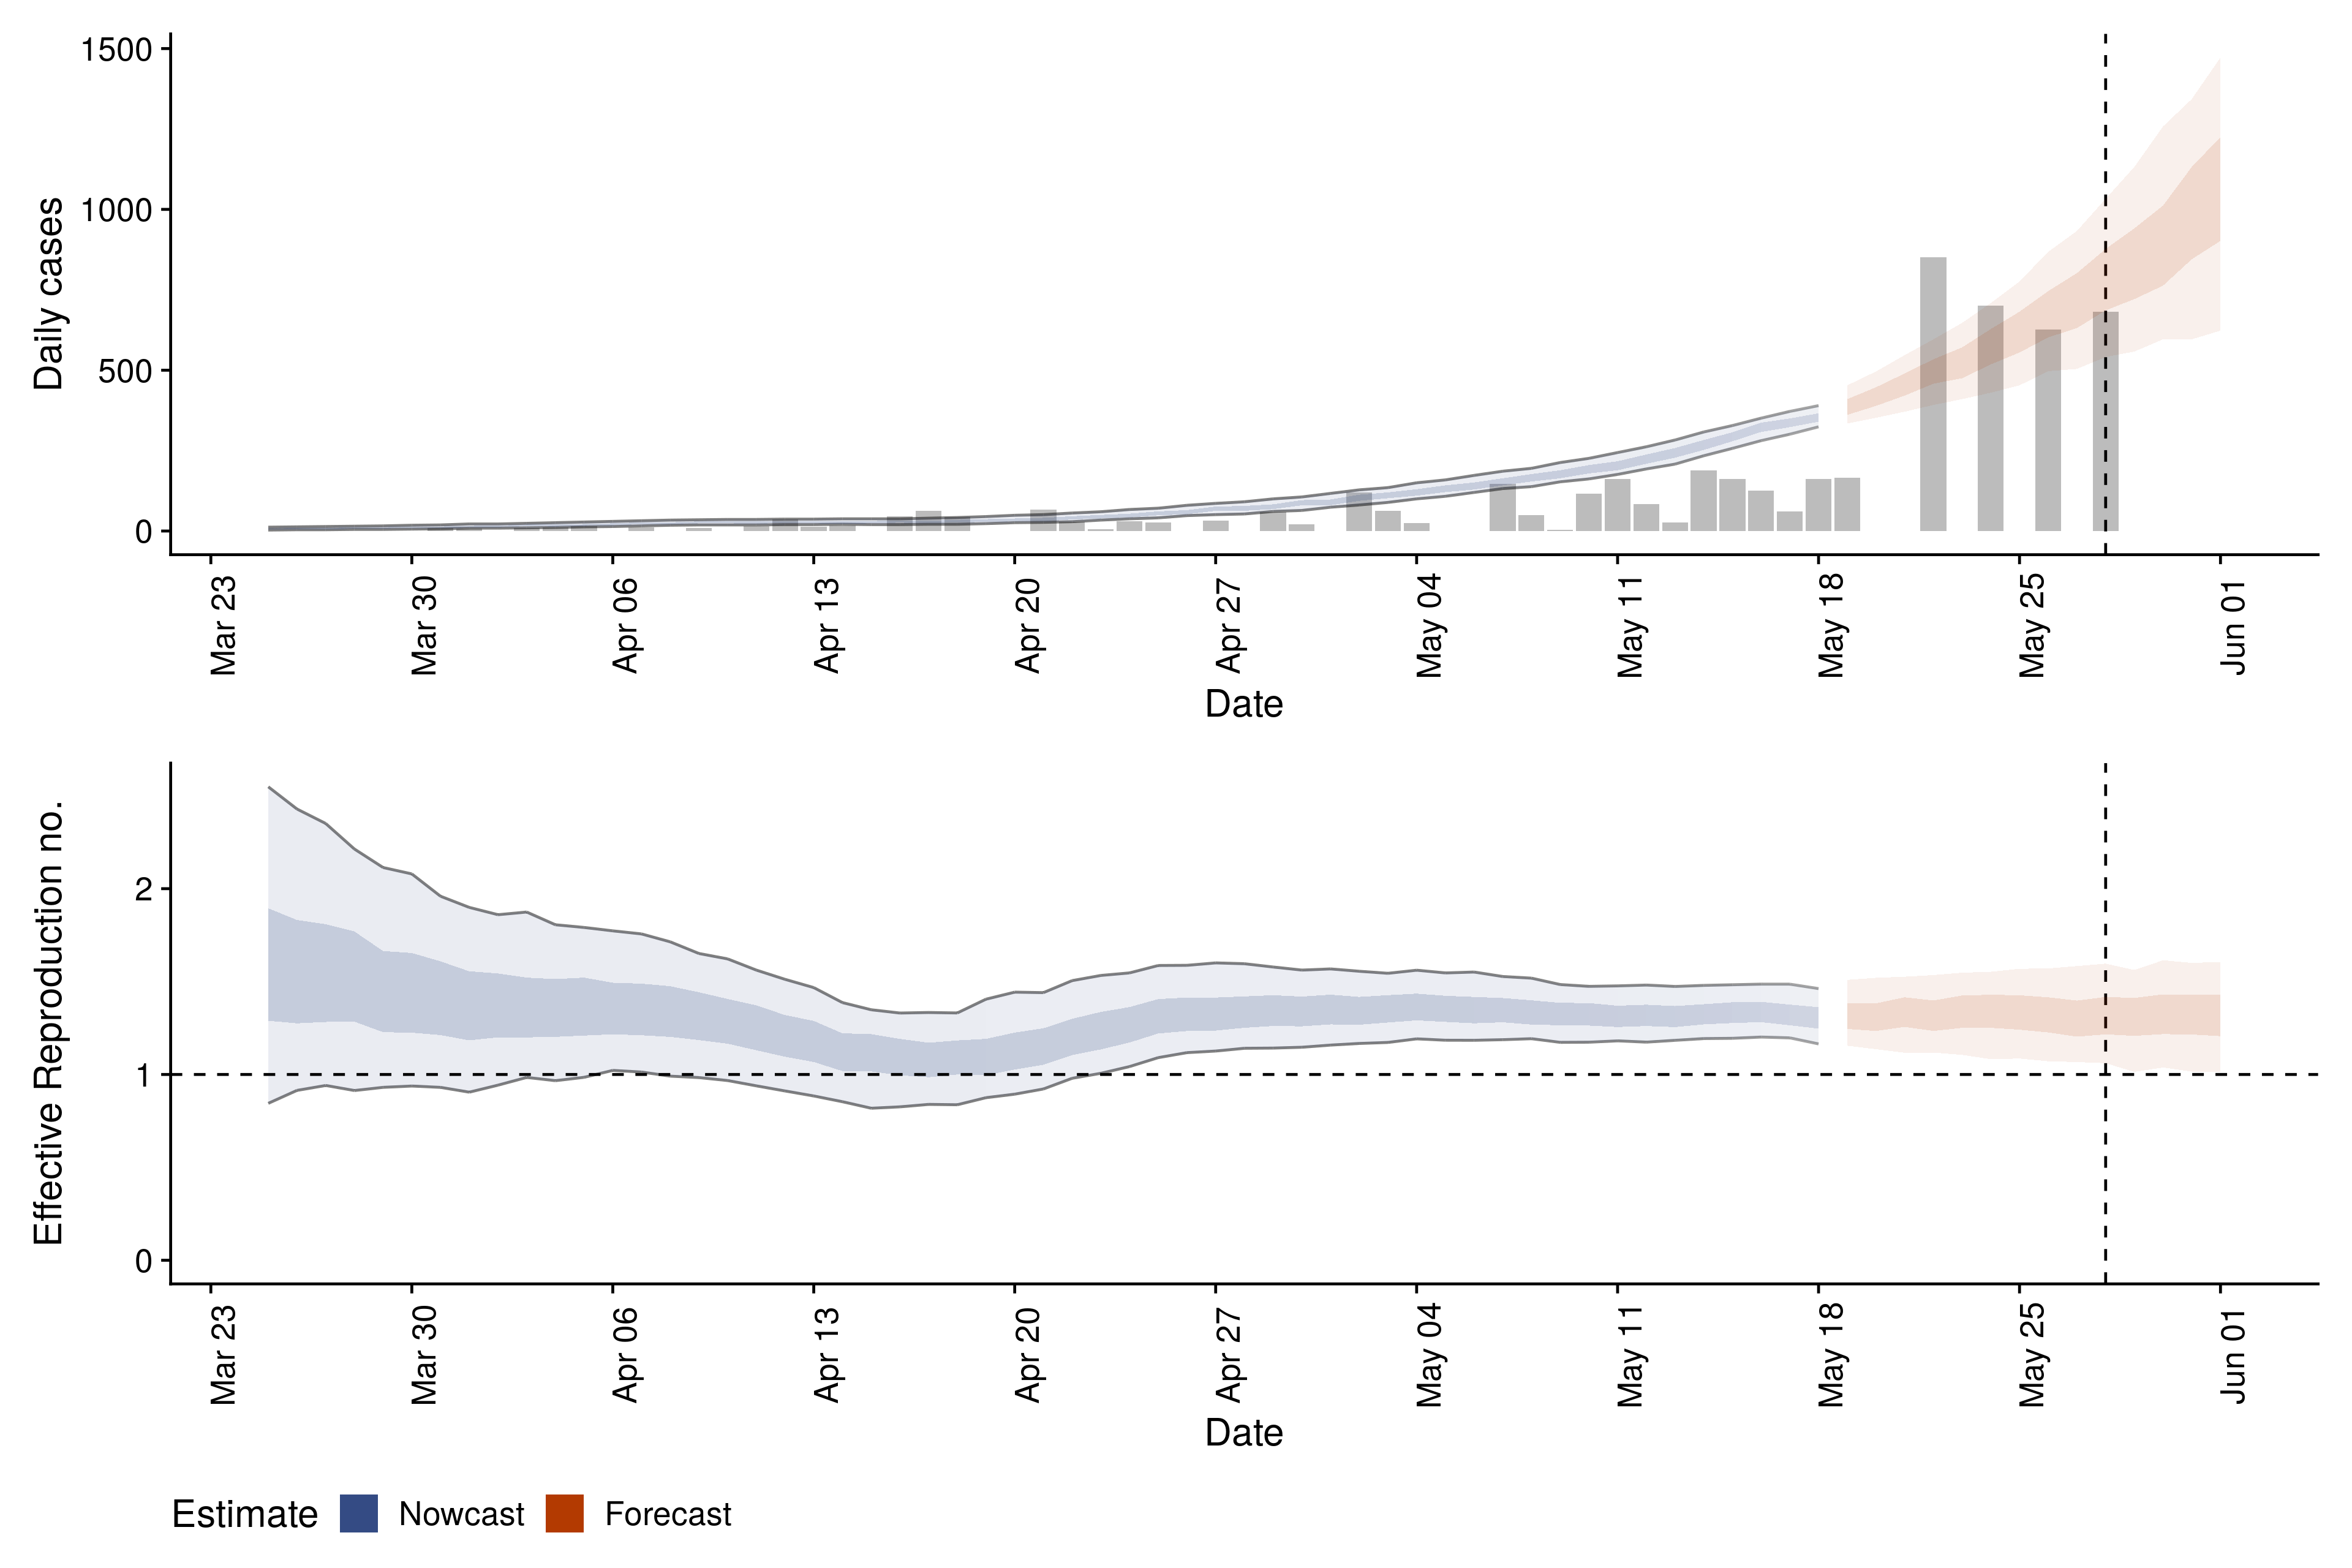 1500
1000
500
0
Daily cases
Mar 23
Mar 30
Apr 06
Apr 13
Apr 20
Apr 27
May 04
May 11
May 18
May 25
Jun 01
Date
2
1
0
Effective Reproduction no.
Mar 23
Mar 30
Apr 06
Apr 13
Apr 20
Apr 27
May 04
May 11
May 18
May 25
Jun 01
Date
Estimate Nowcast Forecast